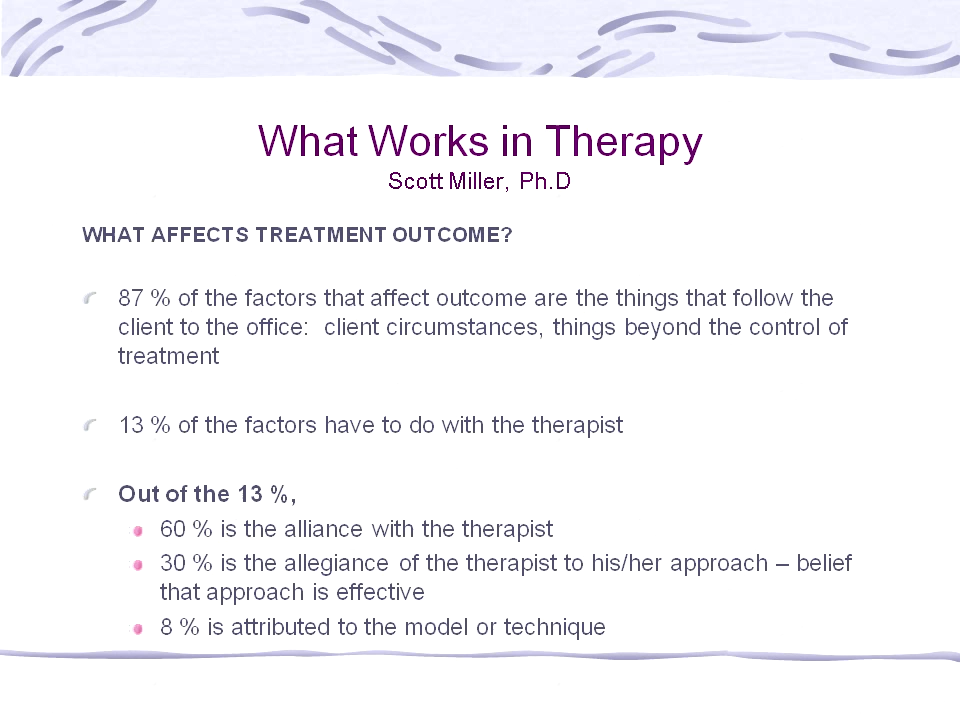 What Works in Therapy
Scott Miller, Ph.D
WHAT AFFECTS TREATMENT OUTCOME?
87 % of the factors that affect outcome are the things that follow the
client to the office:  client circumstances, things beyond the control of
treatment
13 % of the factors have to do with the therapist
Out of the 13 %,
60 % is the alliance with the therapist
30 % is the allegiance of the therapist to his/her approach – belief
that approach is effective
8 % is attributed to the model or technique